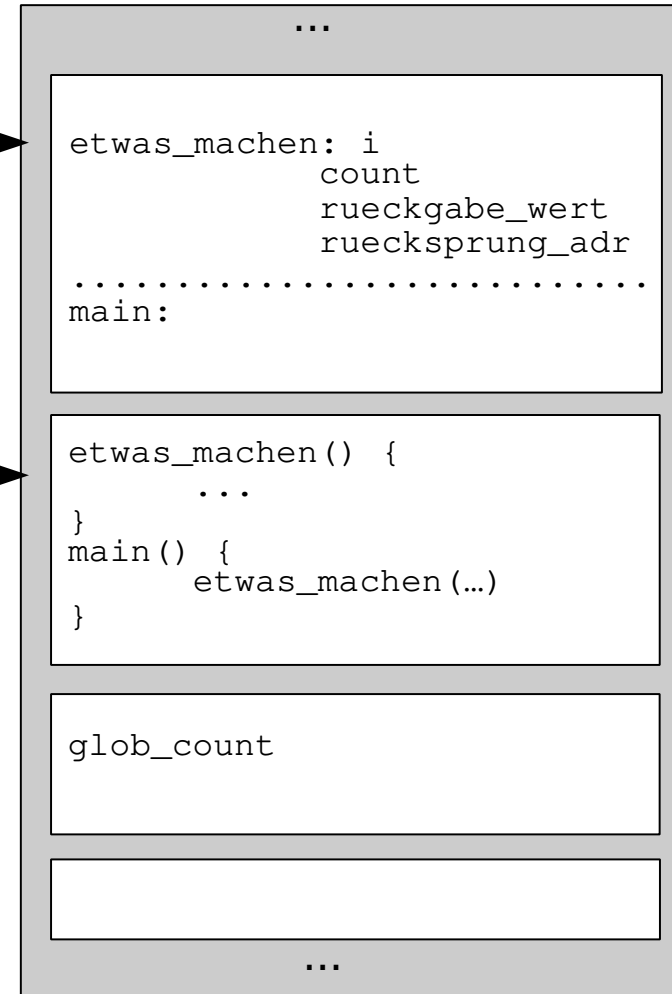 ...
etwas_machen: i
count
rueckgabe_wert
ruecksprung_adr
............................
main:
etwas_machen() {
...
}
main() {
etwas_machen(…)
}
glob_count
...